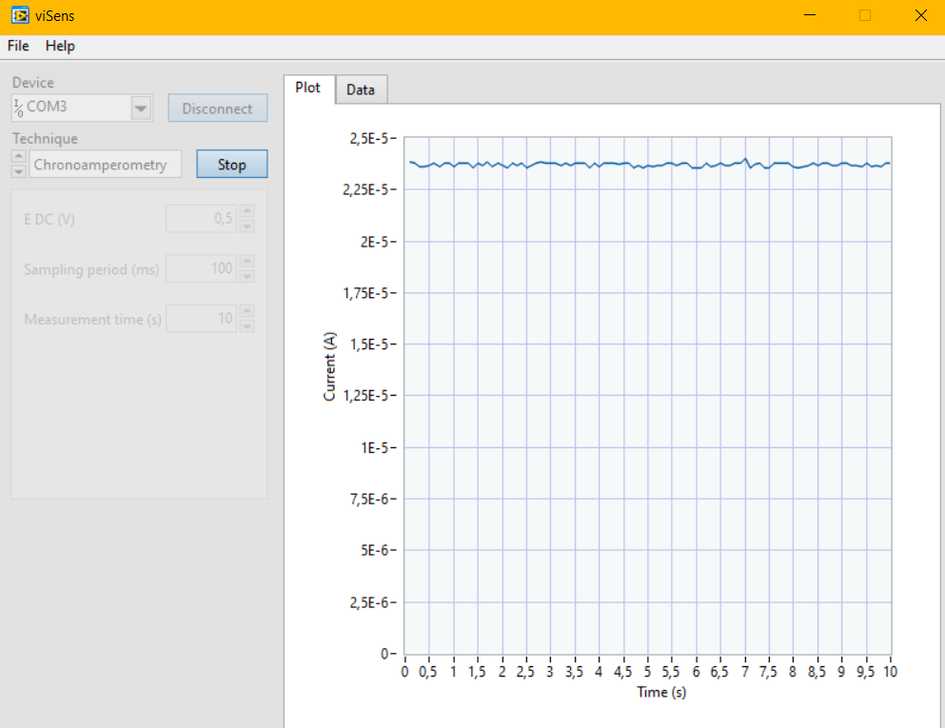 viSens
File Help
Device
COM3
Disconnect
Technique
Chronoamperometry
Stop
E DC (V)
0,5
Sampling period (ms)
100
Measurement time (s)
10
Plot
Data
2,5E-5
2,25E-5
2E-5
1,75E-5
1,5E-5
1,25E-5
1E-5
7,5E-6
5E-6
2,5E-6
0
Current (A)
0 0,5 1 1,5 2 2,5 3 3,5 4 4,5 5 5,5 6 6,5 7 7,5 8 8,5 9 9,5 10
Time (s)